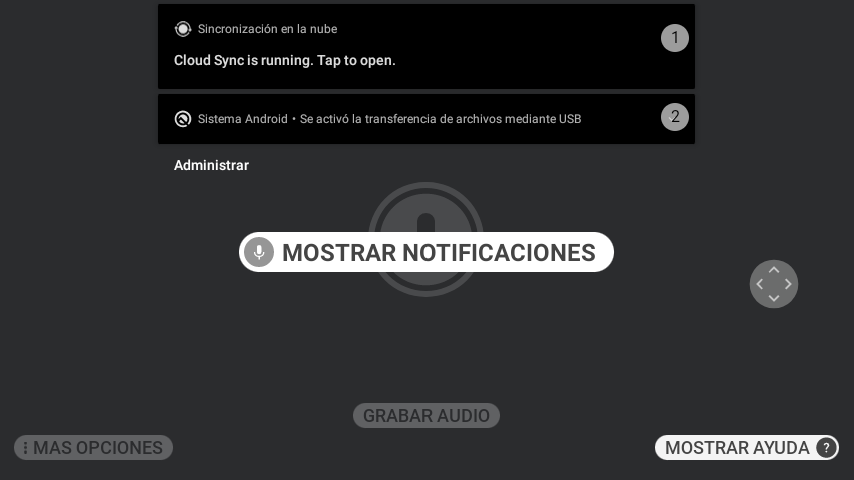 Sincronización en la nube
1
Cloud Sync is running. Tap to open.
Sistema Android • Se activó la transferencia de archivos mediante USB
2
Administrar
MOSTRAR NOTIFICACIONES
GRABAR AUDIO
MAS OPCIONES
MOSTRAR AYUDA ?